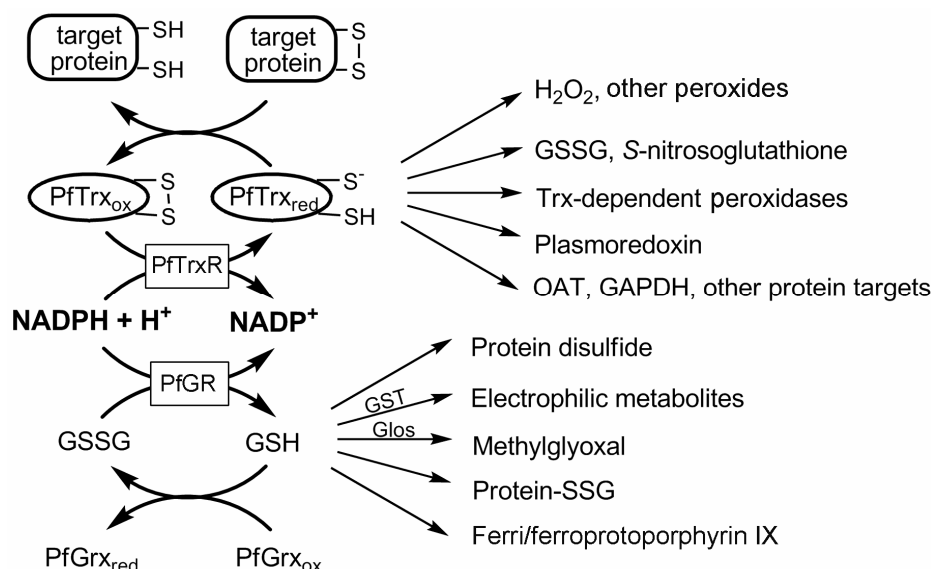 target
protein
SH
SH
target
protein
S
S
H₂O₂, other peroxides
GSSG, S-nitrosoglutathione
Trx-dependent peroxidases
Plasmoredoxin
OAT, GAPDH, other protein targets
PfTrxox
S
S
PfTrxred
S⁻
SH
PfTrxR
NADPH + H⁺
NADP⁺
PfGR
GSSG
GSH
GST
Glos
Protein disulfide
Electrophilic metabolites
Methylglyoxal
Protein-SSG
Ferri/ferroprotoporphyrin IX
PfGrxred
PfGrxox